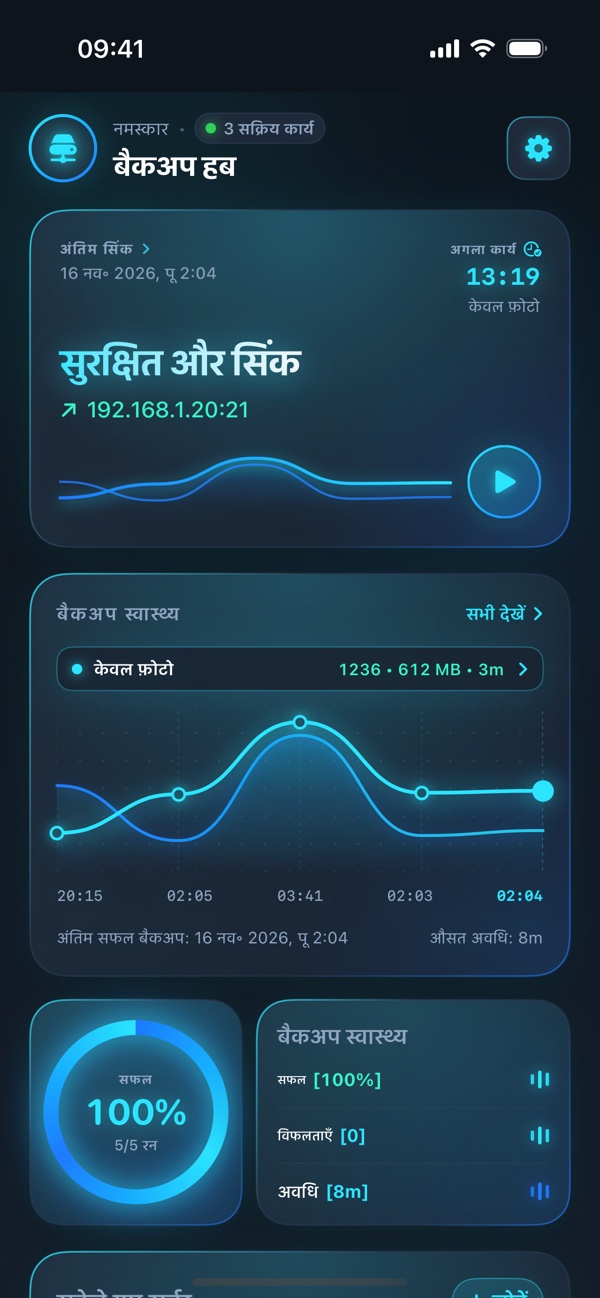 09:41
नमस्कार · 3 सक्रिय कार्य
बैकअप हब
अंतिम सिंक
16 नव॰ 2026, पू 2:04
अगला कार्य
13:19
केवल फ़ोटो
सुरक्षित और सिंक
192.168.1.20:21
बैकअप स्वास्थ्य
सभी देखें
केवल फ़ोटो 1236 • 612 MB • 3m
20:15 02:05 03:41 02:03 02:04
अंतिम सफल बैकअप: 16 नव॰ 2026, पू 2:04 औसत अवधि: 8m
सफल
100%
5/5 रन
बैकअप स्वास्थ्य
सफल [100%]
विफलताएँ [0]
अवधि [8m]